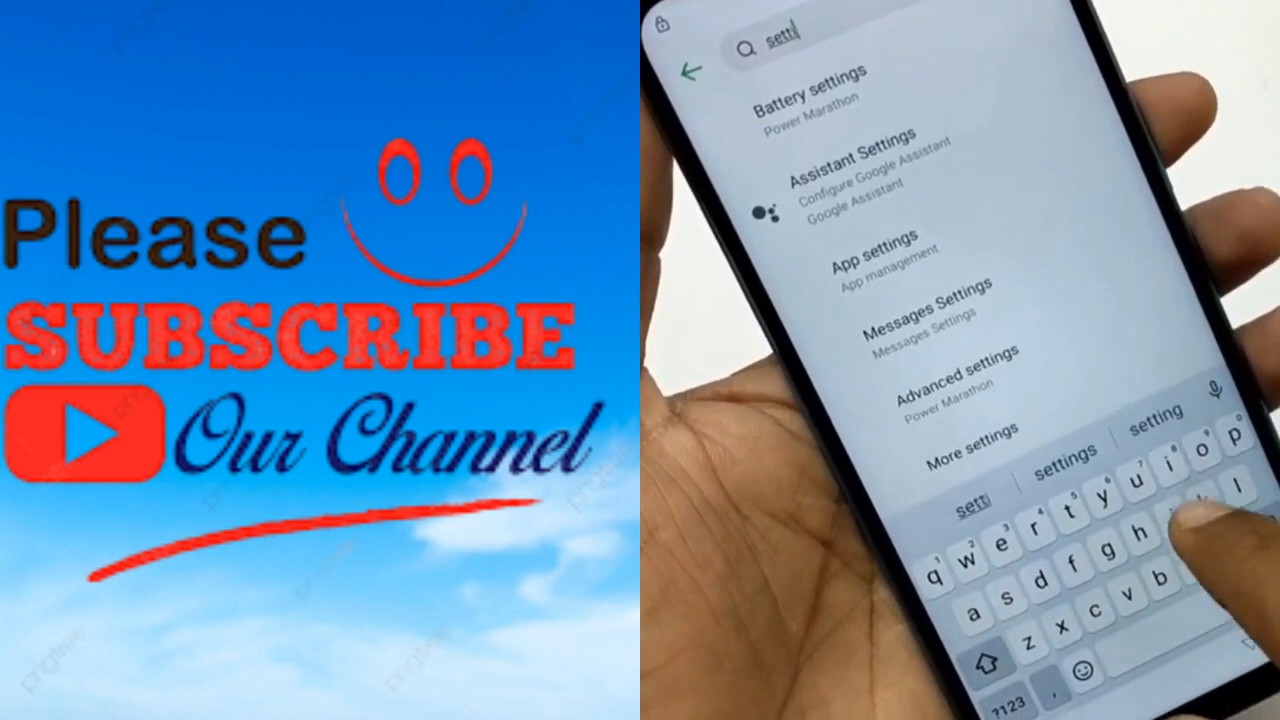 Please
SUBSCRIBE
Our Channel
setti
Battery settings
Power Marathon
Assistant Settings
Configure Google Assistant
Google Assistant
App settings
App management
Messages Settings
Messages Settings
Advanced settings
Power Marathon
More settings
setti settings setting
q w e r t y u i o p
a s d f g h l
z x c v b
?123 ,